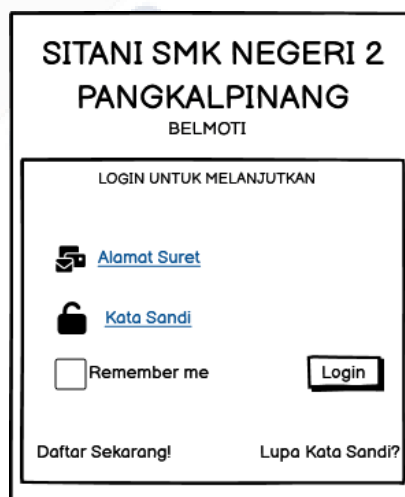 SITANI SMK NEGERI 2
PANGKALPINANG
BELMOTI
LOGIN UNTUK MELANJUTKAN
Alamat Suret
Kata Sandi
Remember me
Login
Daftar Sekarang!
Lupa Kata Sandi?